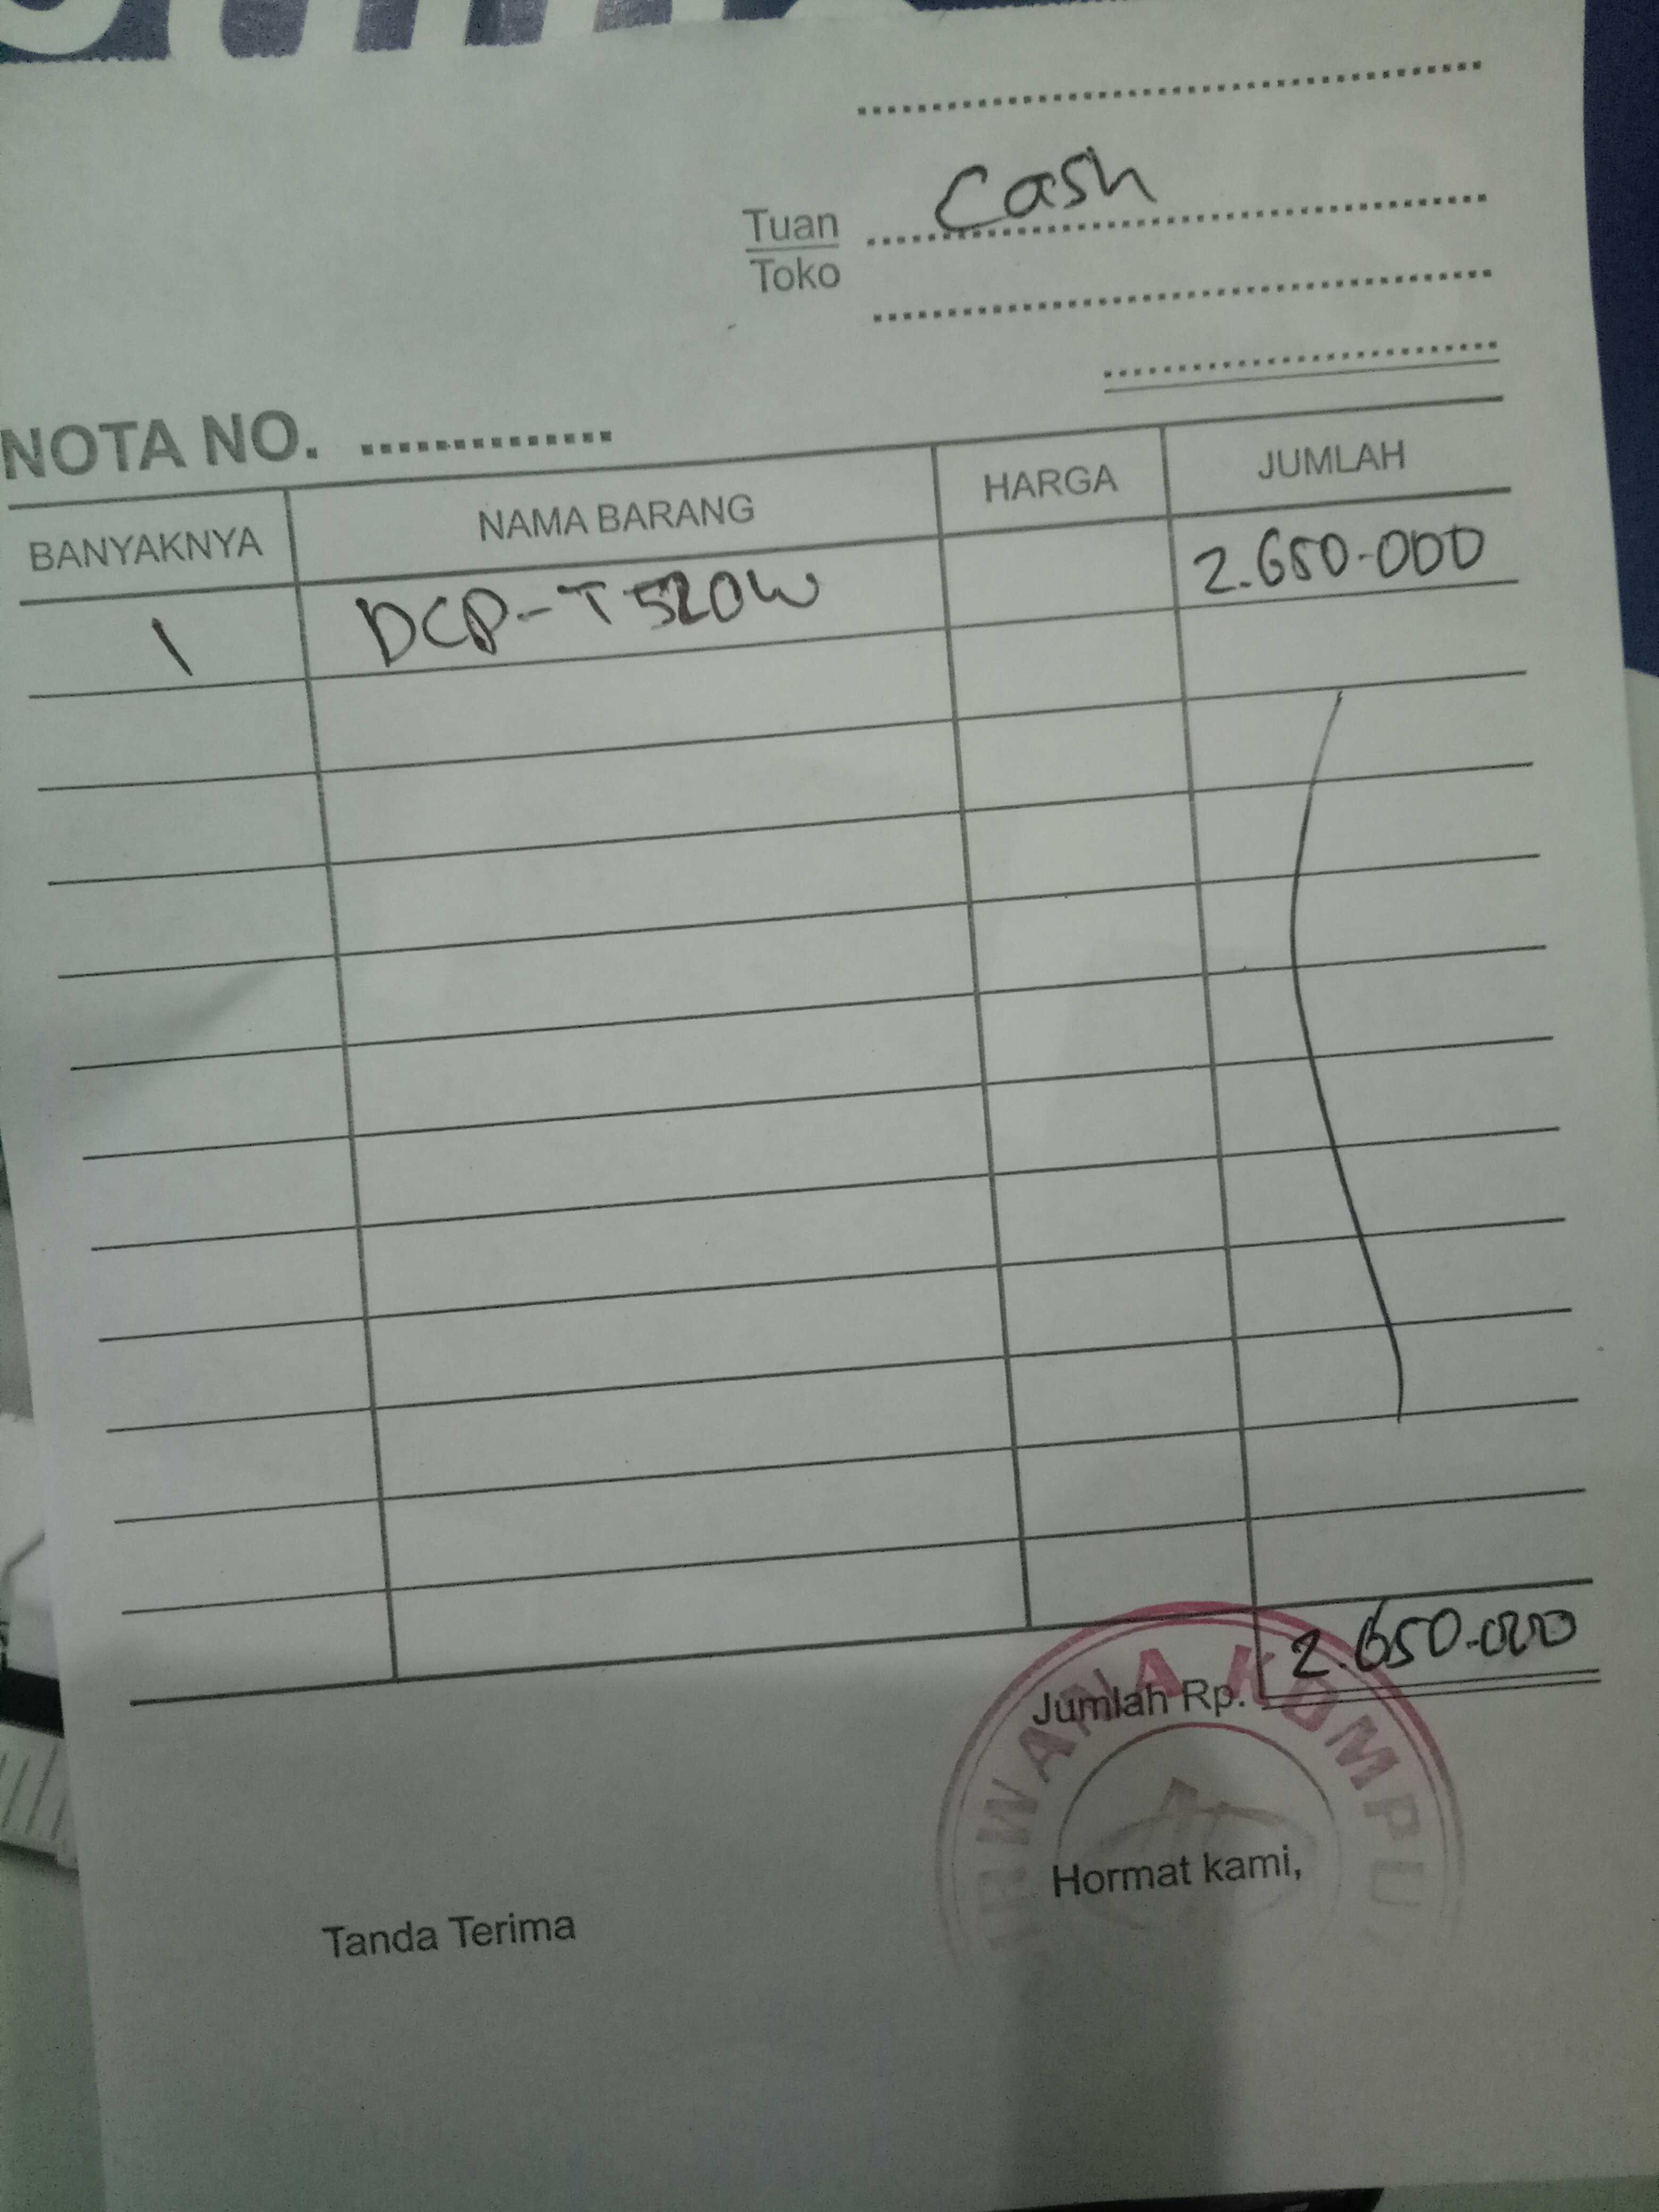 Cash
Tuan
Toko
NOTA NO. ...............
BANYAKNYA NAMA BARANG HARGA JUMLAH
1 DCP-T520W 2.650.000
Jumlah Rp. 2.650.000
Tanda Terima Hormat kami,